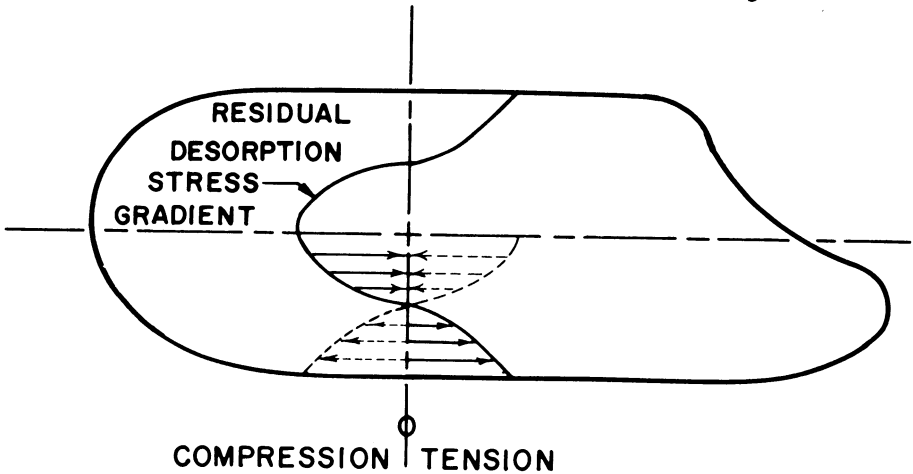 RESIDUAL
DESORPTION
STRESS
GRADIENT
O
COMPRESSION TENSION